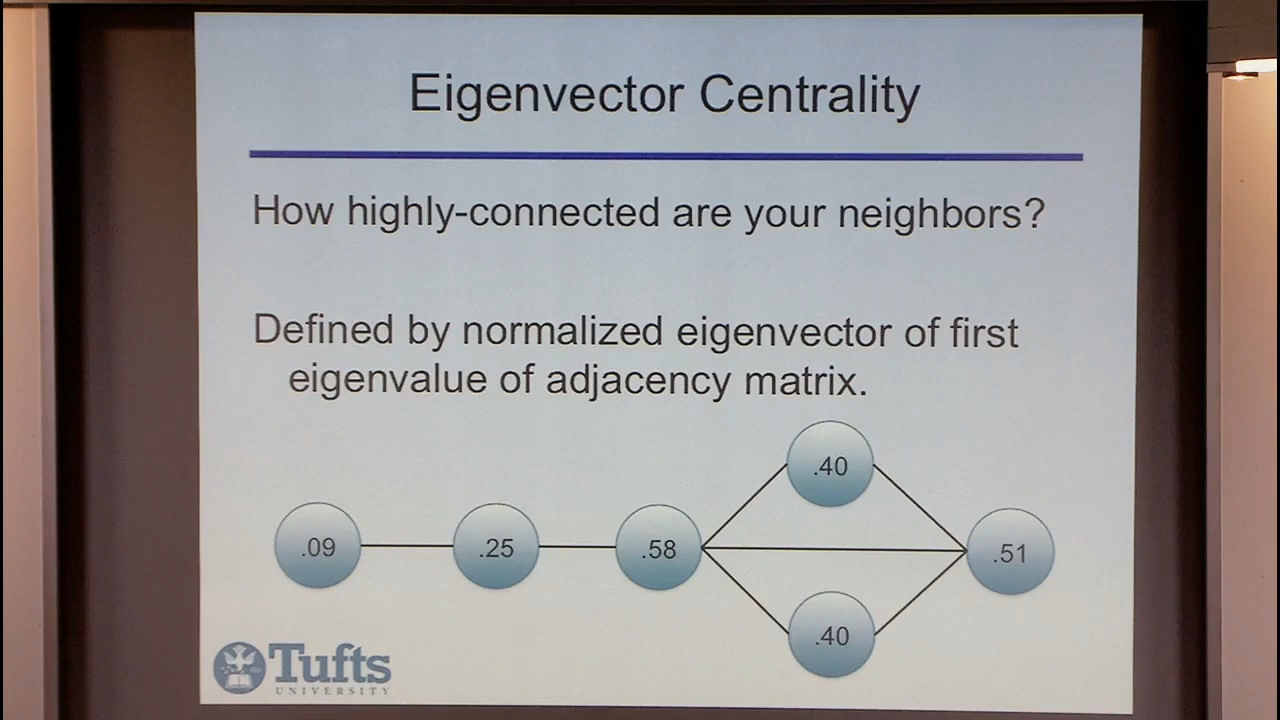 Eigenvector Centrality
How highly-connected are your neighbors?
Defined by normalized eigenvector of first
eigenvalue of adjacency matrix.
.40
.09
.25
.58
.51
.40
Tufts
UNIVERSITY